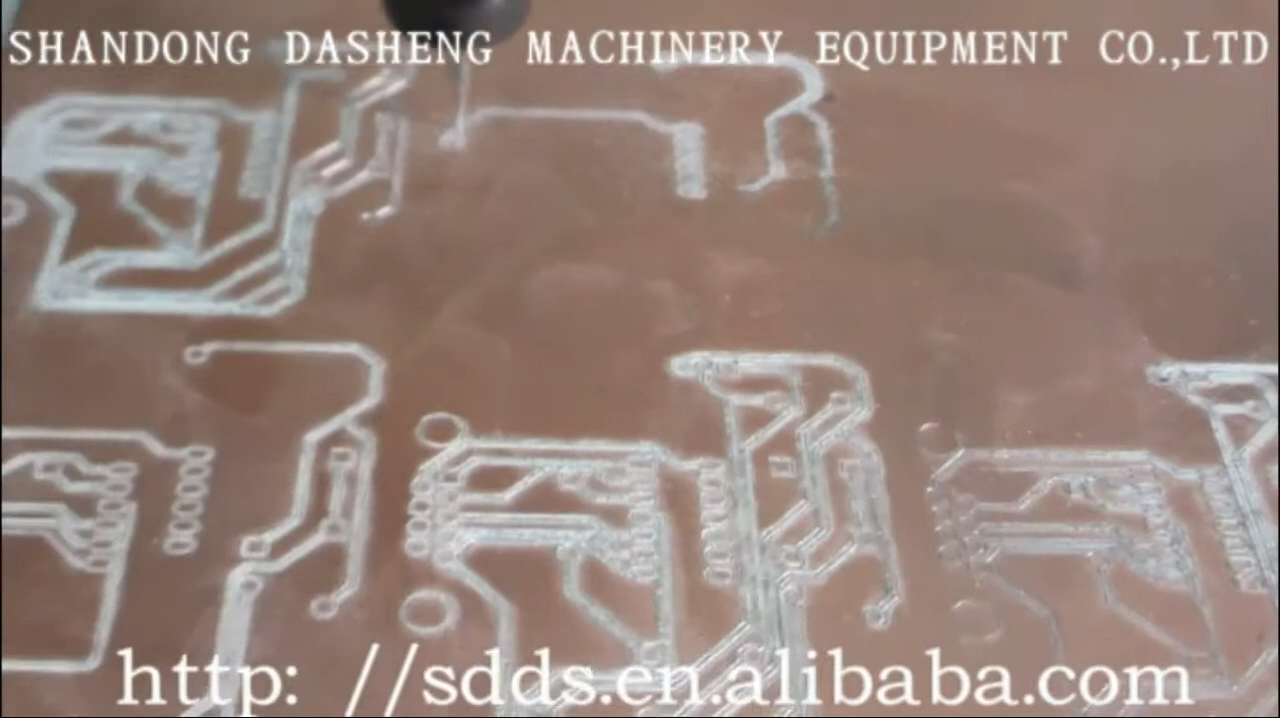 SHANDONG DASHENG MACHINERY EQUIPMENT CO.,LTD
http: //sdds.en.alibaba.com